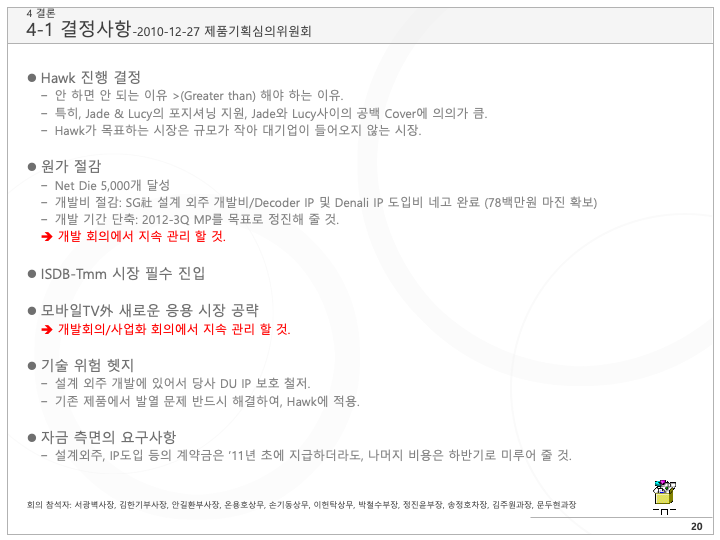 4 결론
4-1 결정사항-2010-12-27 제품기획심의위원회
● Hawk 진행 결정
– 안 하면 안 되는 이유 >(Greater than) 해야 하는 이유.
– 특히, Jade & Lucy의 포지셔닝 지원, Jade와 Lucy사이의 공백 Cover에 의의가 큼.
– Hawk가 목표하는 시장은 규모가 작아 대기업이 들어오지 않는 시장.
● 원가 절감
– Net Die 5,000개 달성
– 개발비 절감: SG社 설계 외주 개발비/Decoder IP 및 Denali IP 도입비 네고 완료 (78백만원 마진 확보)
– 개발 기간 단축: 2012-3Q MP를 목표로 정진해 줄 것.
➔ 개발 회의에서 지속 관리 할 것.
● ISDB-Tmm 시장 필수 진입
● 모바일TV外 새로운 응용 시장 공략
➔ 개발회의/사업화 회의에서 지속 관리 할 것.
● 기술 위험 헷지
– 설계 외주 개발에 있어서 당사 DU IP 보호 철저.
– 기존 제품에서 발열 문제 반드시 해결하여, Hawk에 적용.
● 자금 측면의 요구사항
– 설계외주, IP도입 등의 계약금은 '11년 초에 지급하더라도, 나머지 비용은 하반기로 미루어 줄 것.
회의 참석자: 서광벽사장, 김한기부사장, 안길환부사장, 온용호상무, 손기동상무, 이헌탁상무, 박철수부장, 정진윤부장, 송정호차장, 김주원과장, 문두헌과장
20